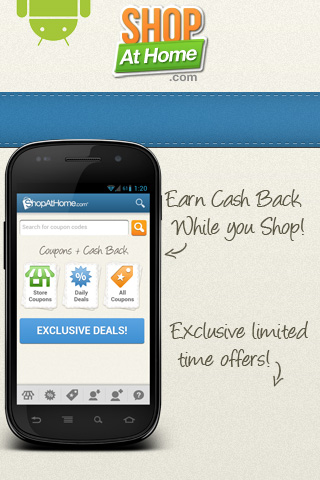 SHOP
At Home
.com
1:20
ShopAtHome.com
Search for coupon codes
Coupons + Cash Back
Store
Coupons
%
Daily
Deals
All
Coupons
EXCLUSIVE DEALS!
%
?
Earn Cash Back
While you Shop!
Exclusive limited
time offers!